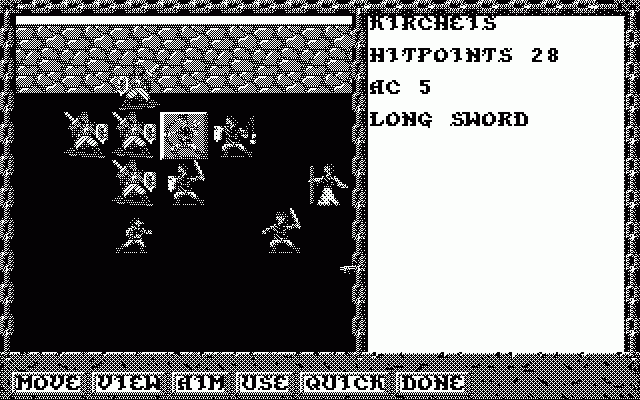 KIRCHEIS
HITPOINTS 28
AC 5
LONG SWORD
MOVE VIEW AIM USE QUICK DONE